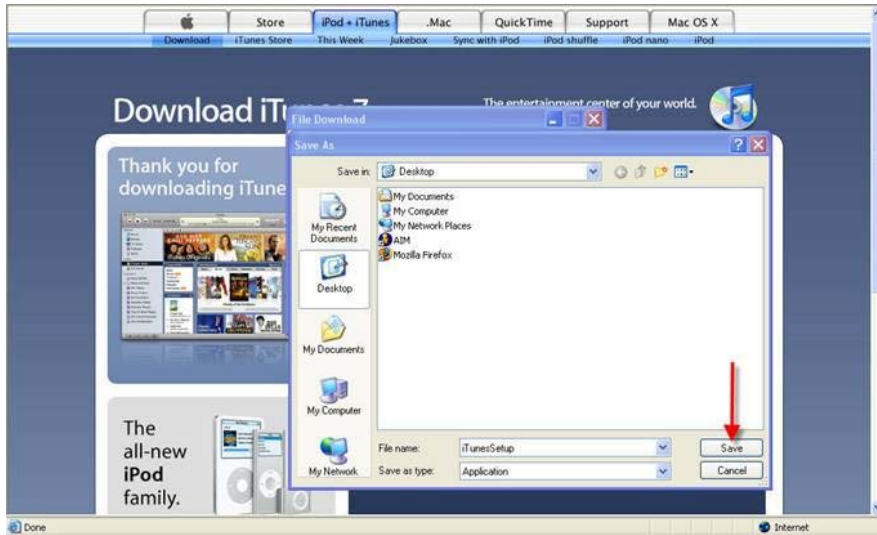 Store iPod + iTunes .Mac QuickTime Support Mac OS X
Download iTunes Store This Week Jukebox Sync with iPod iPod shuffle iPod nano iPod
Download iTu
The entertainment center of your world.
File Download
Save As
Thank you for
downloading iTune
Save in: Desktop
My Recent
Documents
Desktop
My Documents
My Computer
My Network
My Documents
My Computer
My Network Places
AIM
Mozilla Firefox
File name: iTunesSetup Save
Save as type: Application Cancel
The
all-new
iPod
family.
Done Internet